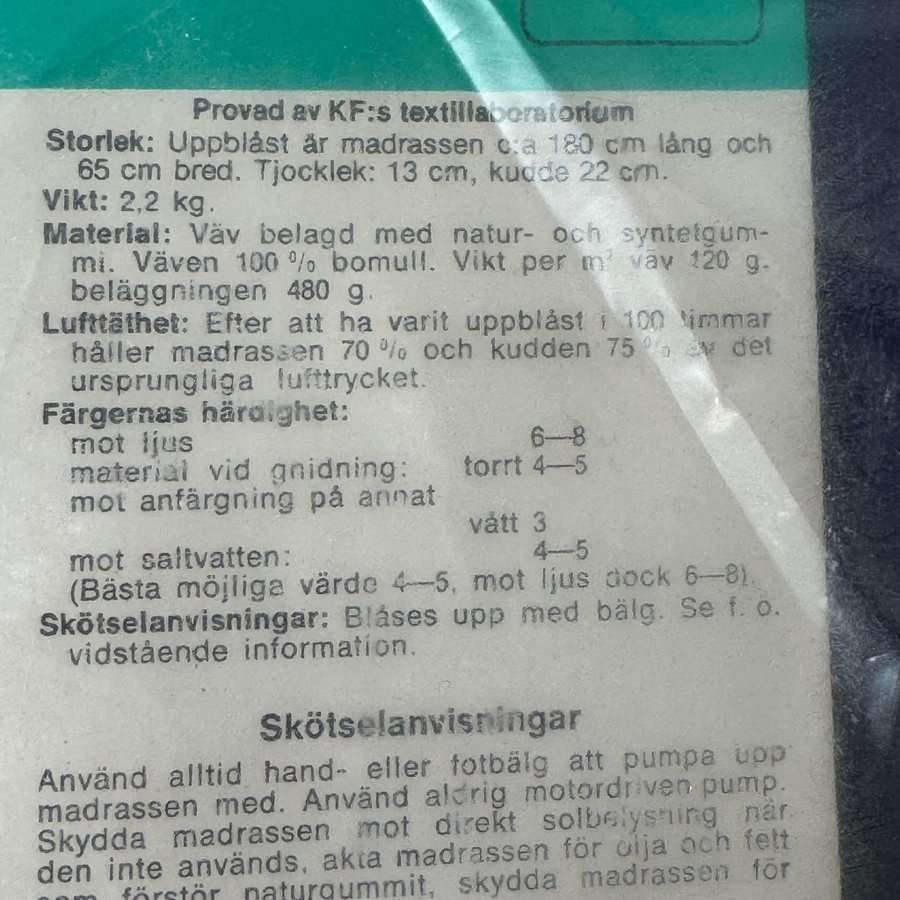 Provad av KF:s textillaboratorium
Storlek: Uppblåst är madrassen c:a 180 cm lång och
65 cm bred. Tjocklek: 13 cm, kudde 22 cm.
Vikt: 2,2 kg.
Material: Väv belagd med natur- och syntetgum-
mi. Väven 100 % bomull. Vikt per m² väv 120 g.
beläggningen 480 g.
Lufttäthet: Efter att ha varit uppblåst i 100 timmar
håller madrassen 70 % och kudden 75 % av det
ursprungliga lufttrycket.
Färgernas härdighet:
mot ljus 6—8
material vid gnidning: torrt 4—5
mot anfärgning på annat
vått 3
mot saltvatten: 4—5
(Bästa möjliga värde 4—5, mot ljus dock 6—8).
Skötselanvisningar: Blåses upp med bälg. Se f. ö.
vidstående information.
Skötselanvisningar
Använd alltid hand- eller fotbälg att pumpa upp
madrassen med. Använd aldrig motordriven pump.
Skydda madrassen mot direkt solbelysning när
den inte används, akta madrassen för olja och fett
som förstör naturgummit, skydda madrassen för